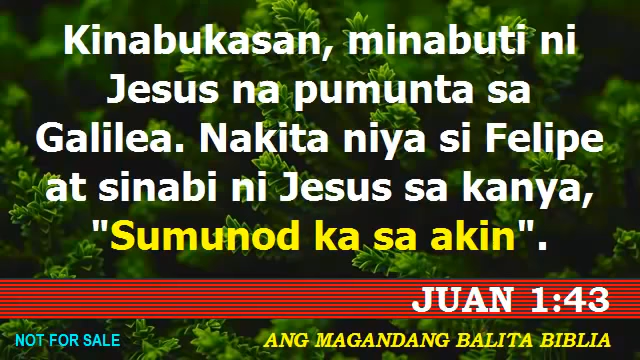 Kinabukasan, minabuti ni
Jesus na pumunta sa
Galilea. Nakita niya si Felipe
at sinabi ni Jesus sa kanya,
"Sumunod ka sa akin".
JUAN 1:43
NOT FOR SALE
ANG MAGANDANG BALITA BIBLIA